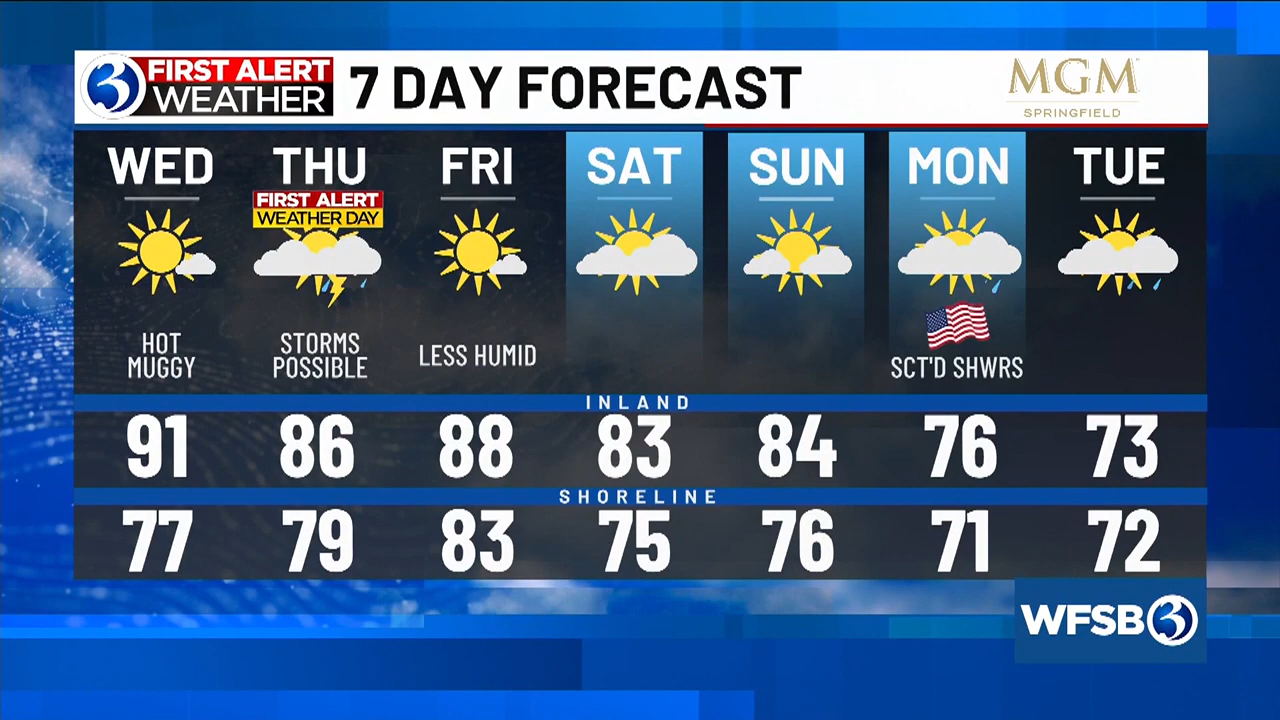 3 FIRST ALERT
WEATHER
7 DAY FORECAST
MGM
SPRINGFIELD
WED THU FRI SAT SUN MON TUE
FIRST ALERT
WEATHER DAY
HOT
MUGGY
STORMS
POSSIBLE
LESS HUMID
SCT'D SHWRS
INLAND
91 86 88 83 84 76 73
SHORELINE
77 79 83 75 76 71 72
WFSB 3